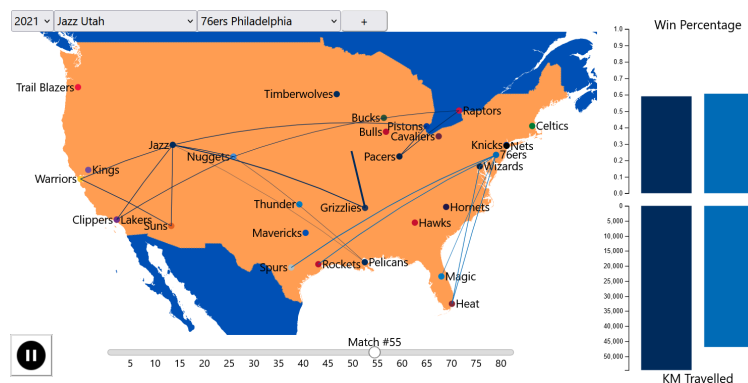 2021 Jazz Utah 76ers Philadelphia +
Win Percentage
1.0
0.9
0.8
0.7
0.6
0.5
0.4
0.3
0.2
0.1
0.0
Trail Blazers
Timberwolves
Bucks
Raptors
Pistons
Bulls
Cavaliers
Celtics
Jazz
Nuggets
Pacers
Knicks
Nets
76ers
Wizards
Kings
Warriors
Clippers
Lakers
Suns
Thunder
Grizzlies
Hornets
Hawks
Mavericks
Spurs
Rockets
Pelicans
Magic
Heat
0
5,000
10,000
15,000
20,000
25,000
30,000
35,000
40,000
45,000
50,000
KM Travelled
Match #55
5 10 15 20 25 30 35 40 45 50 55 60 65 70 75 80